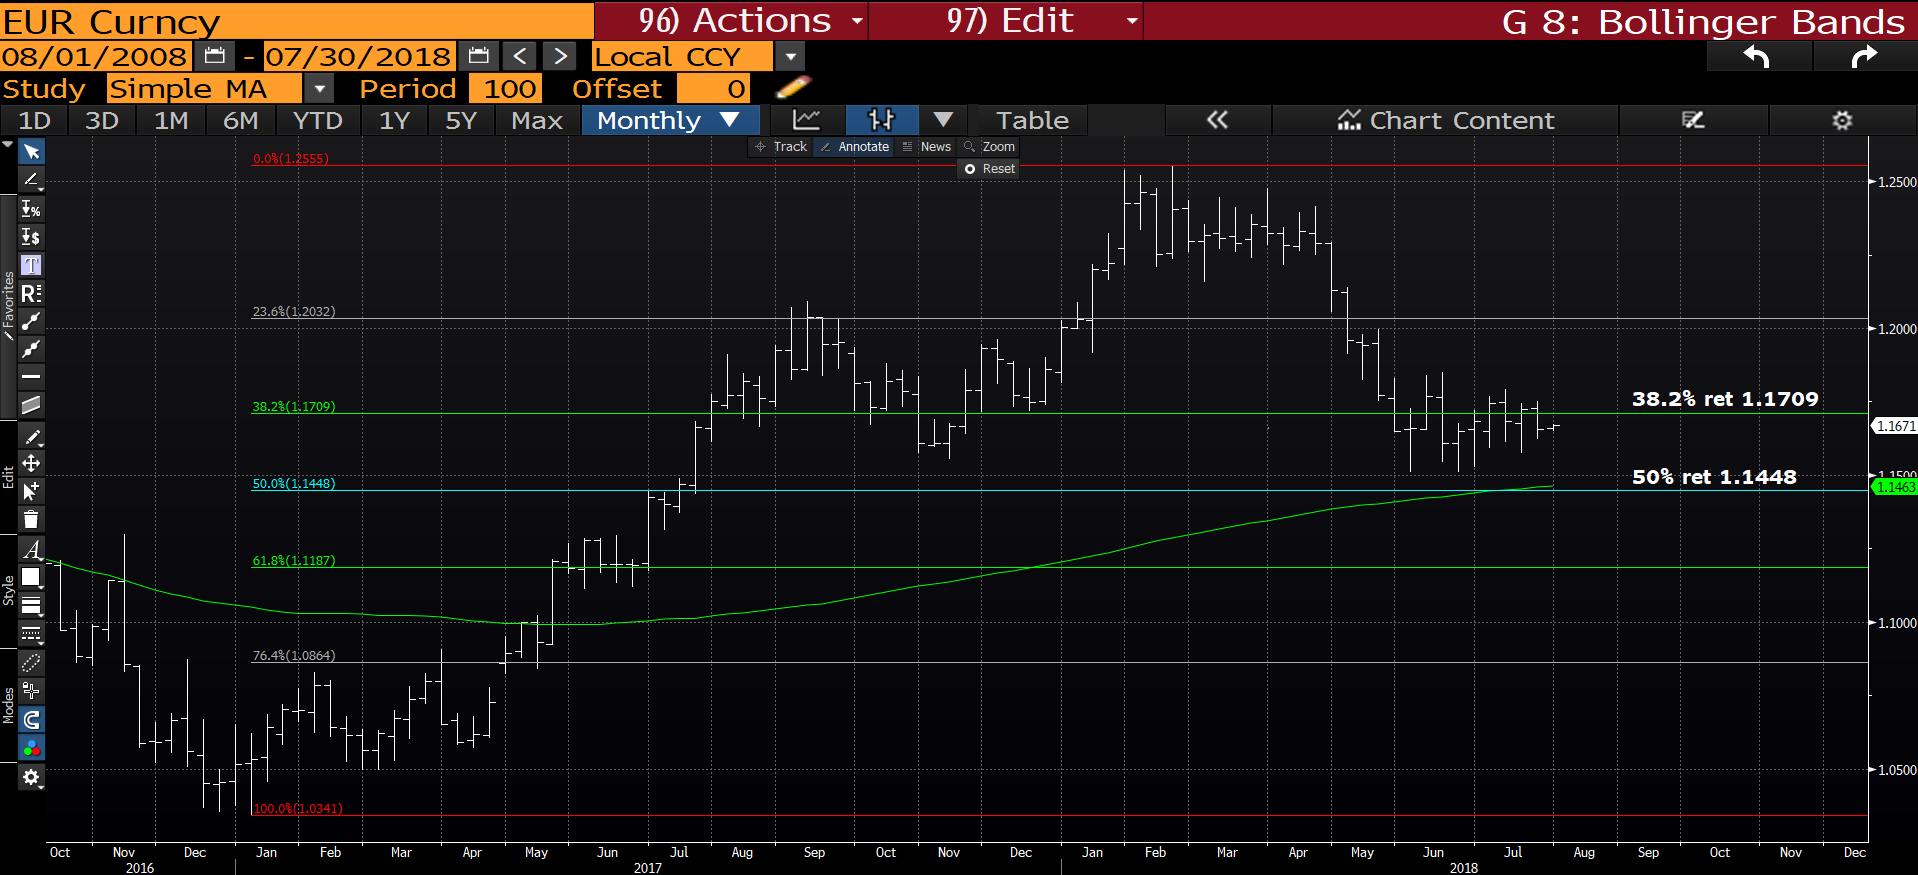 EUR Curncy 96) Actions 97) Edit G 8: Bollinger Bands
08/01/2008 - 07/30/2018 < > Local CCY
Study Simple MA Period 100 Offset 0
1D 3D 1M 6M YTD 1Y 5Y Max Monthly ▼ ▼ Table « Chart Content
Track Annotate News Zoom
Reset
0.0%(1.2555)
1.2500
23.6%(1.2032)
1.2000
38.2% ret 1.1709
38.2%(1.1709)
1.1671
50% ret 1.1448
1.1500
50.0%(1.1448)
1.1463
61.8%(1.1187)
1.1000
76.4%(1.0864)
1.0500
100.0%(1.0341)
Favorites
Edit
Style
Modes
%
$
T
R
A
Oct Nov Dec Jan Feb Mar Apr May Jun Jul Aug Sep Oct Nov Dec Jan Feb Mar Apr May Jun Jul Aug Sep Oct Nov Dec
2016 2017 2018